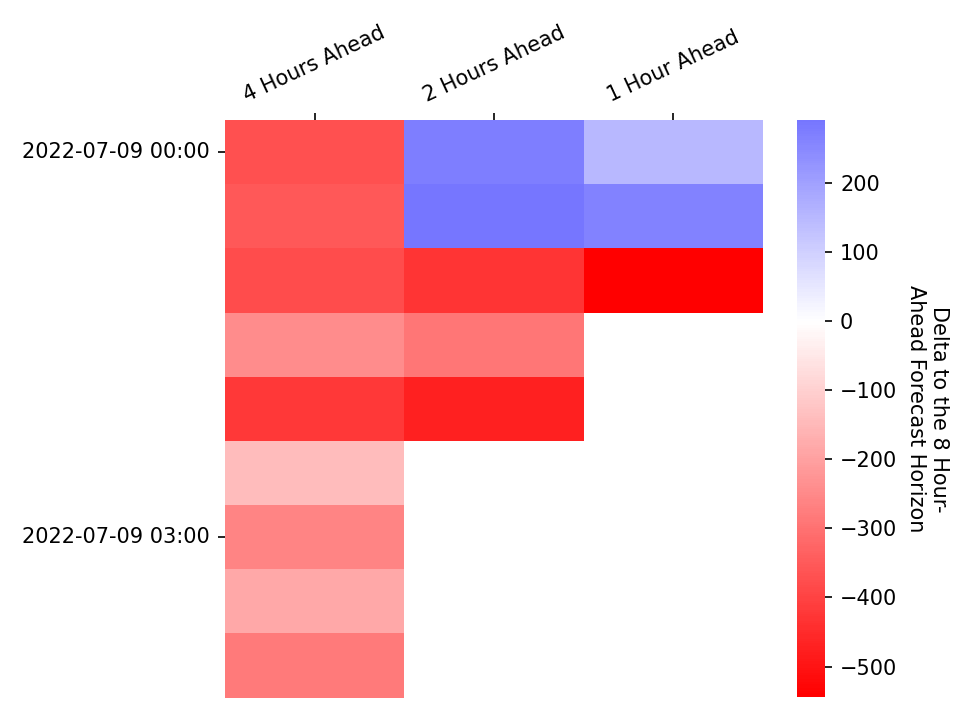 4 Hours Ahead
2 Hours Ahead
1 Hour Ahead
2022-07-09 00:00
2022-07-09 03:00
200
100
0
−100
−200
−300
−400
−500
Delta to the 8 Hour-
Ahead Forecast Horizon